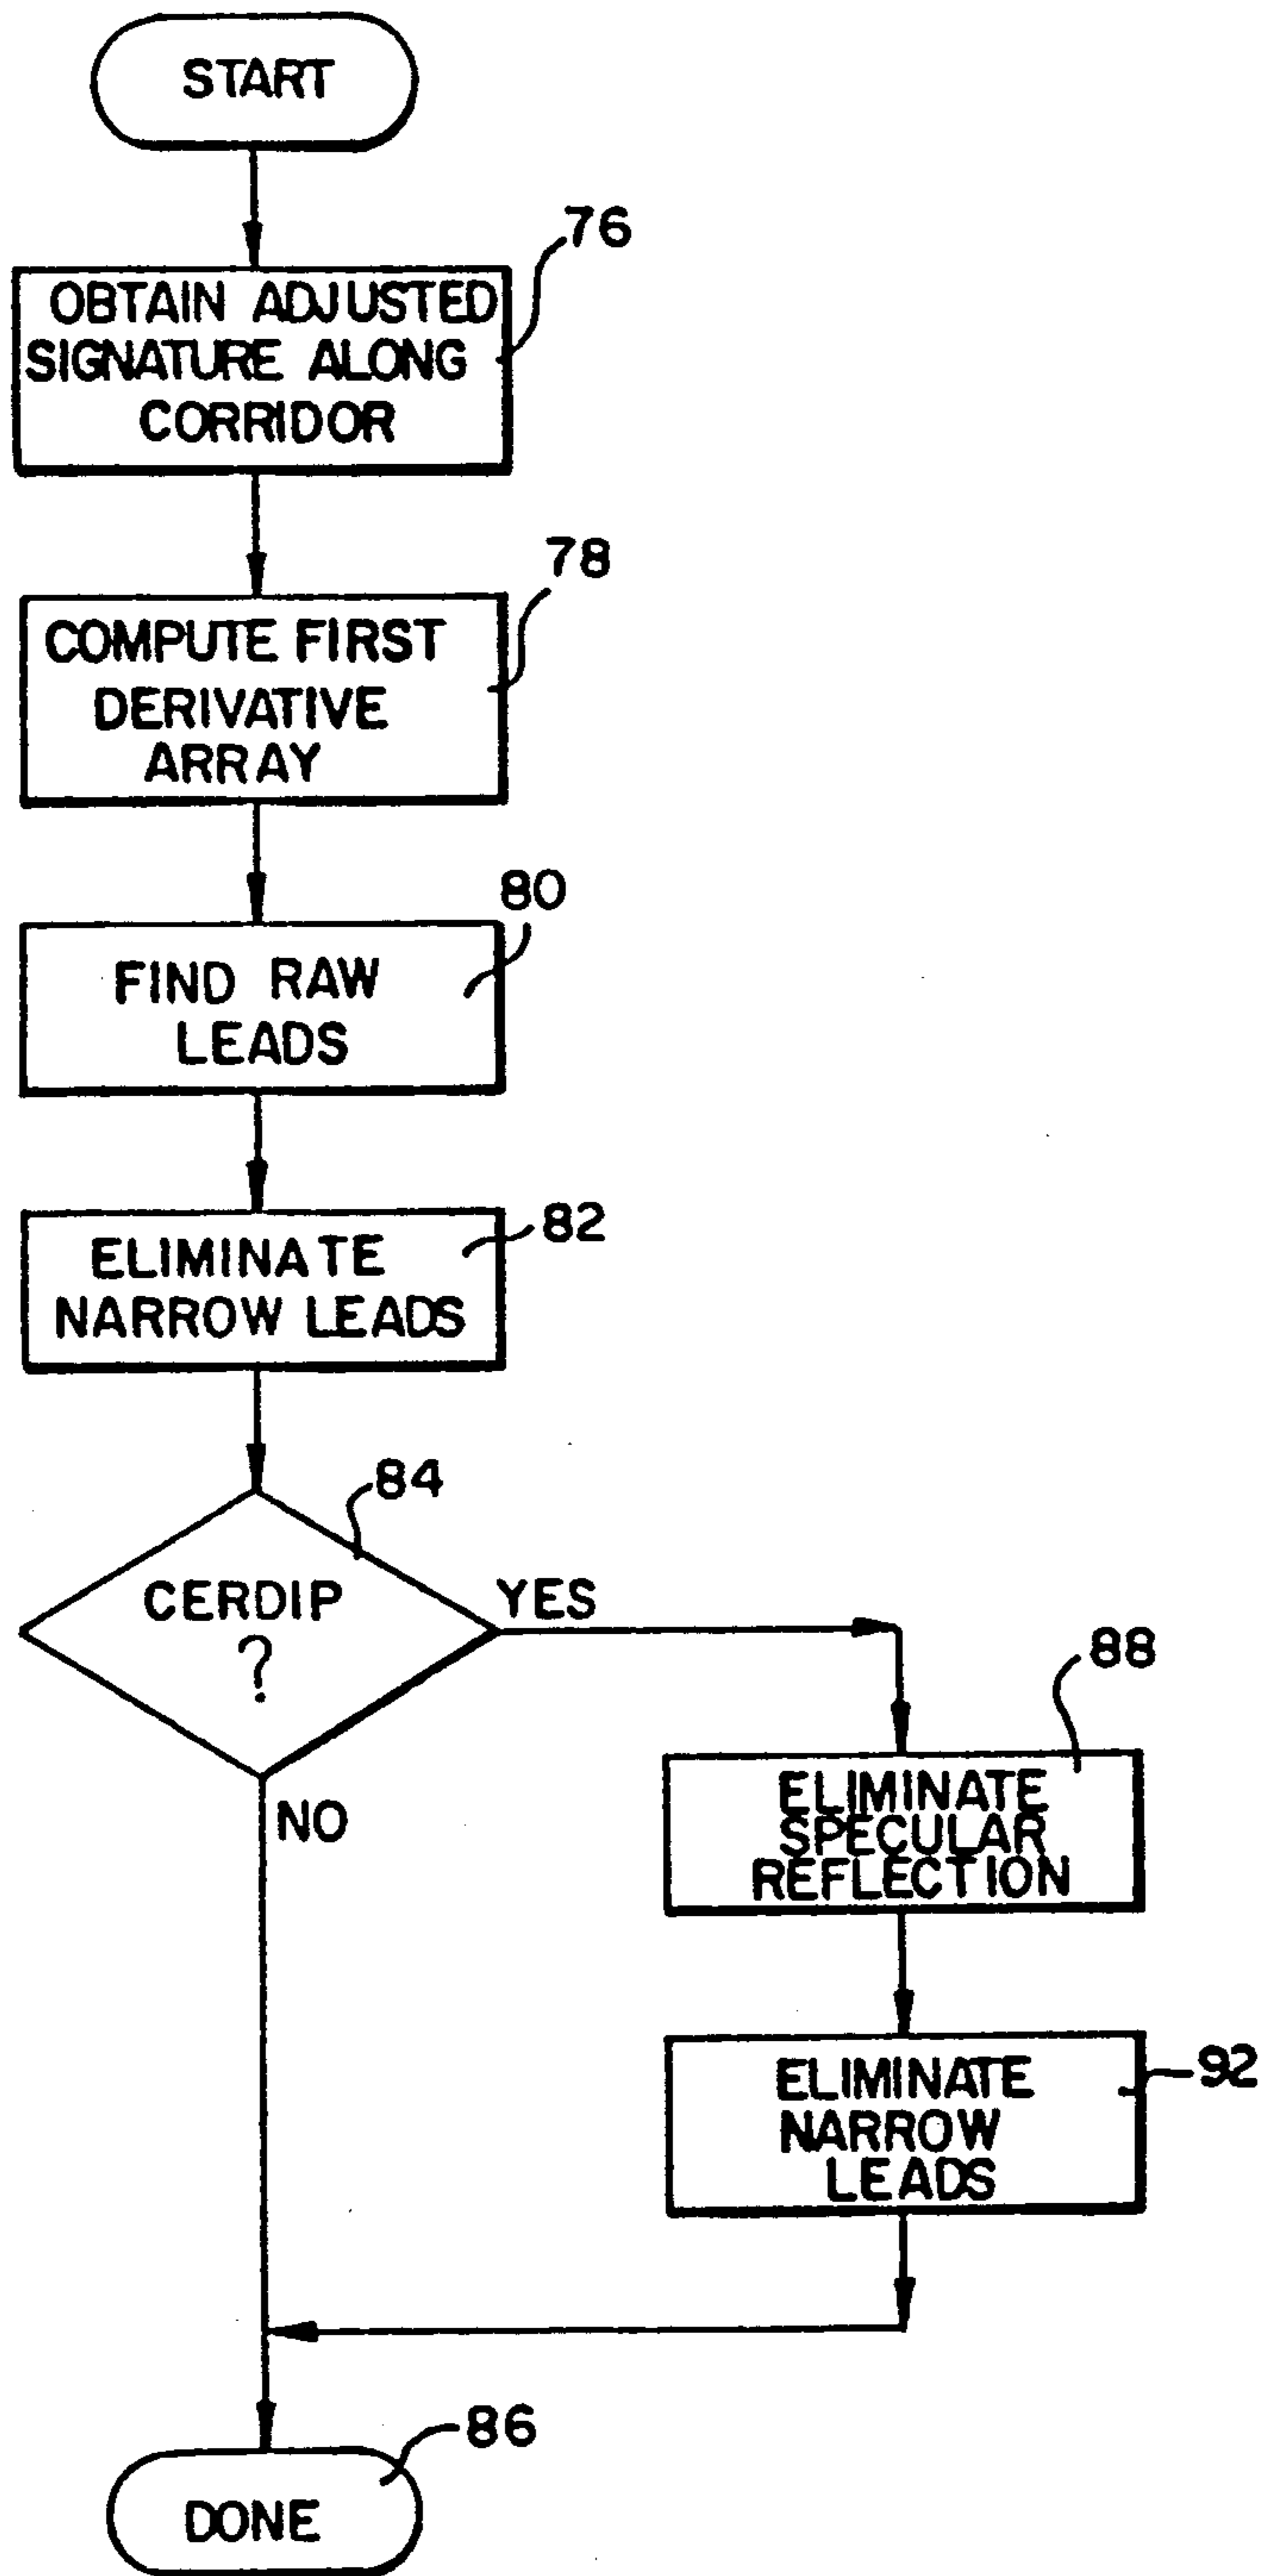 START
76
OBTAIN ADJUSTED
SIGNATURE ALONG
CORRIDOR
78
COMPUTE FIRST
DERIVATIVE
ARRAY
80
FIND RAW
LEADS
82
ELIMINATE
NARROW LEADS
84
CERDIP
?
YES
NO
88
ELIMINATE
SPECULAR
REFLECTION
92
ELIMINATE
NARROW
LEADS
86
DONE